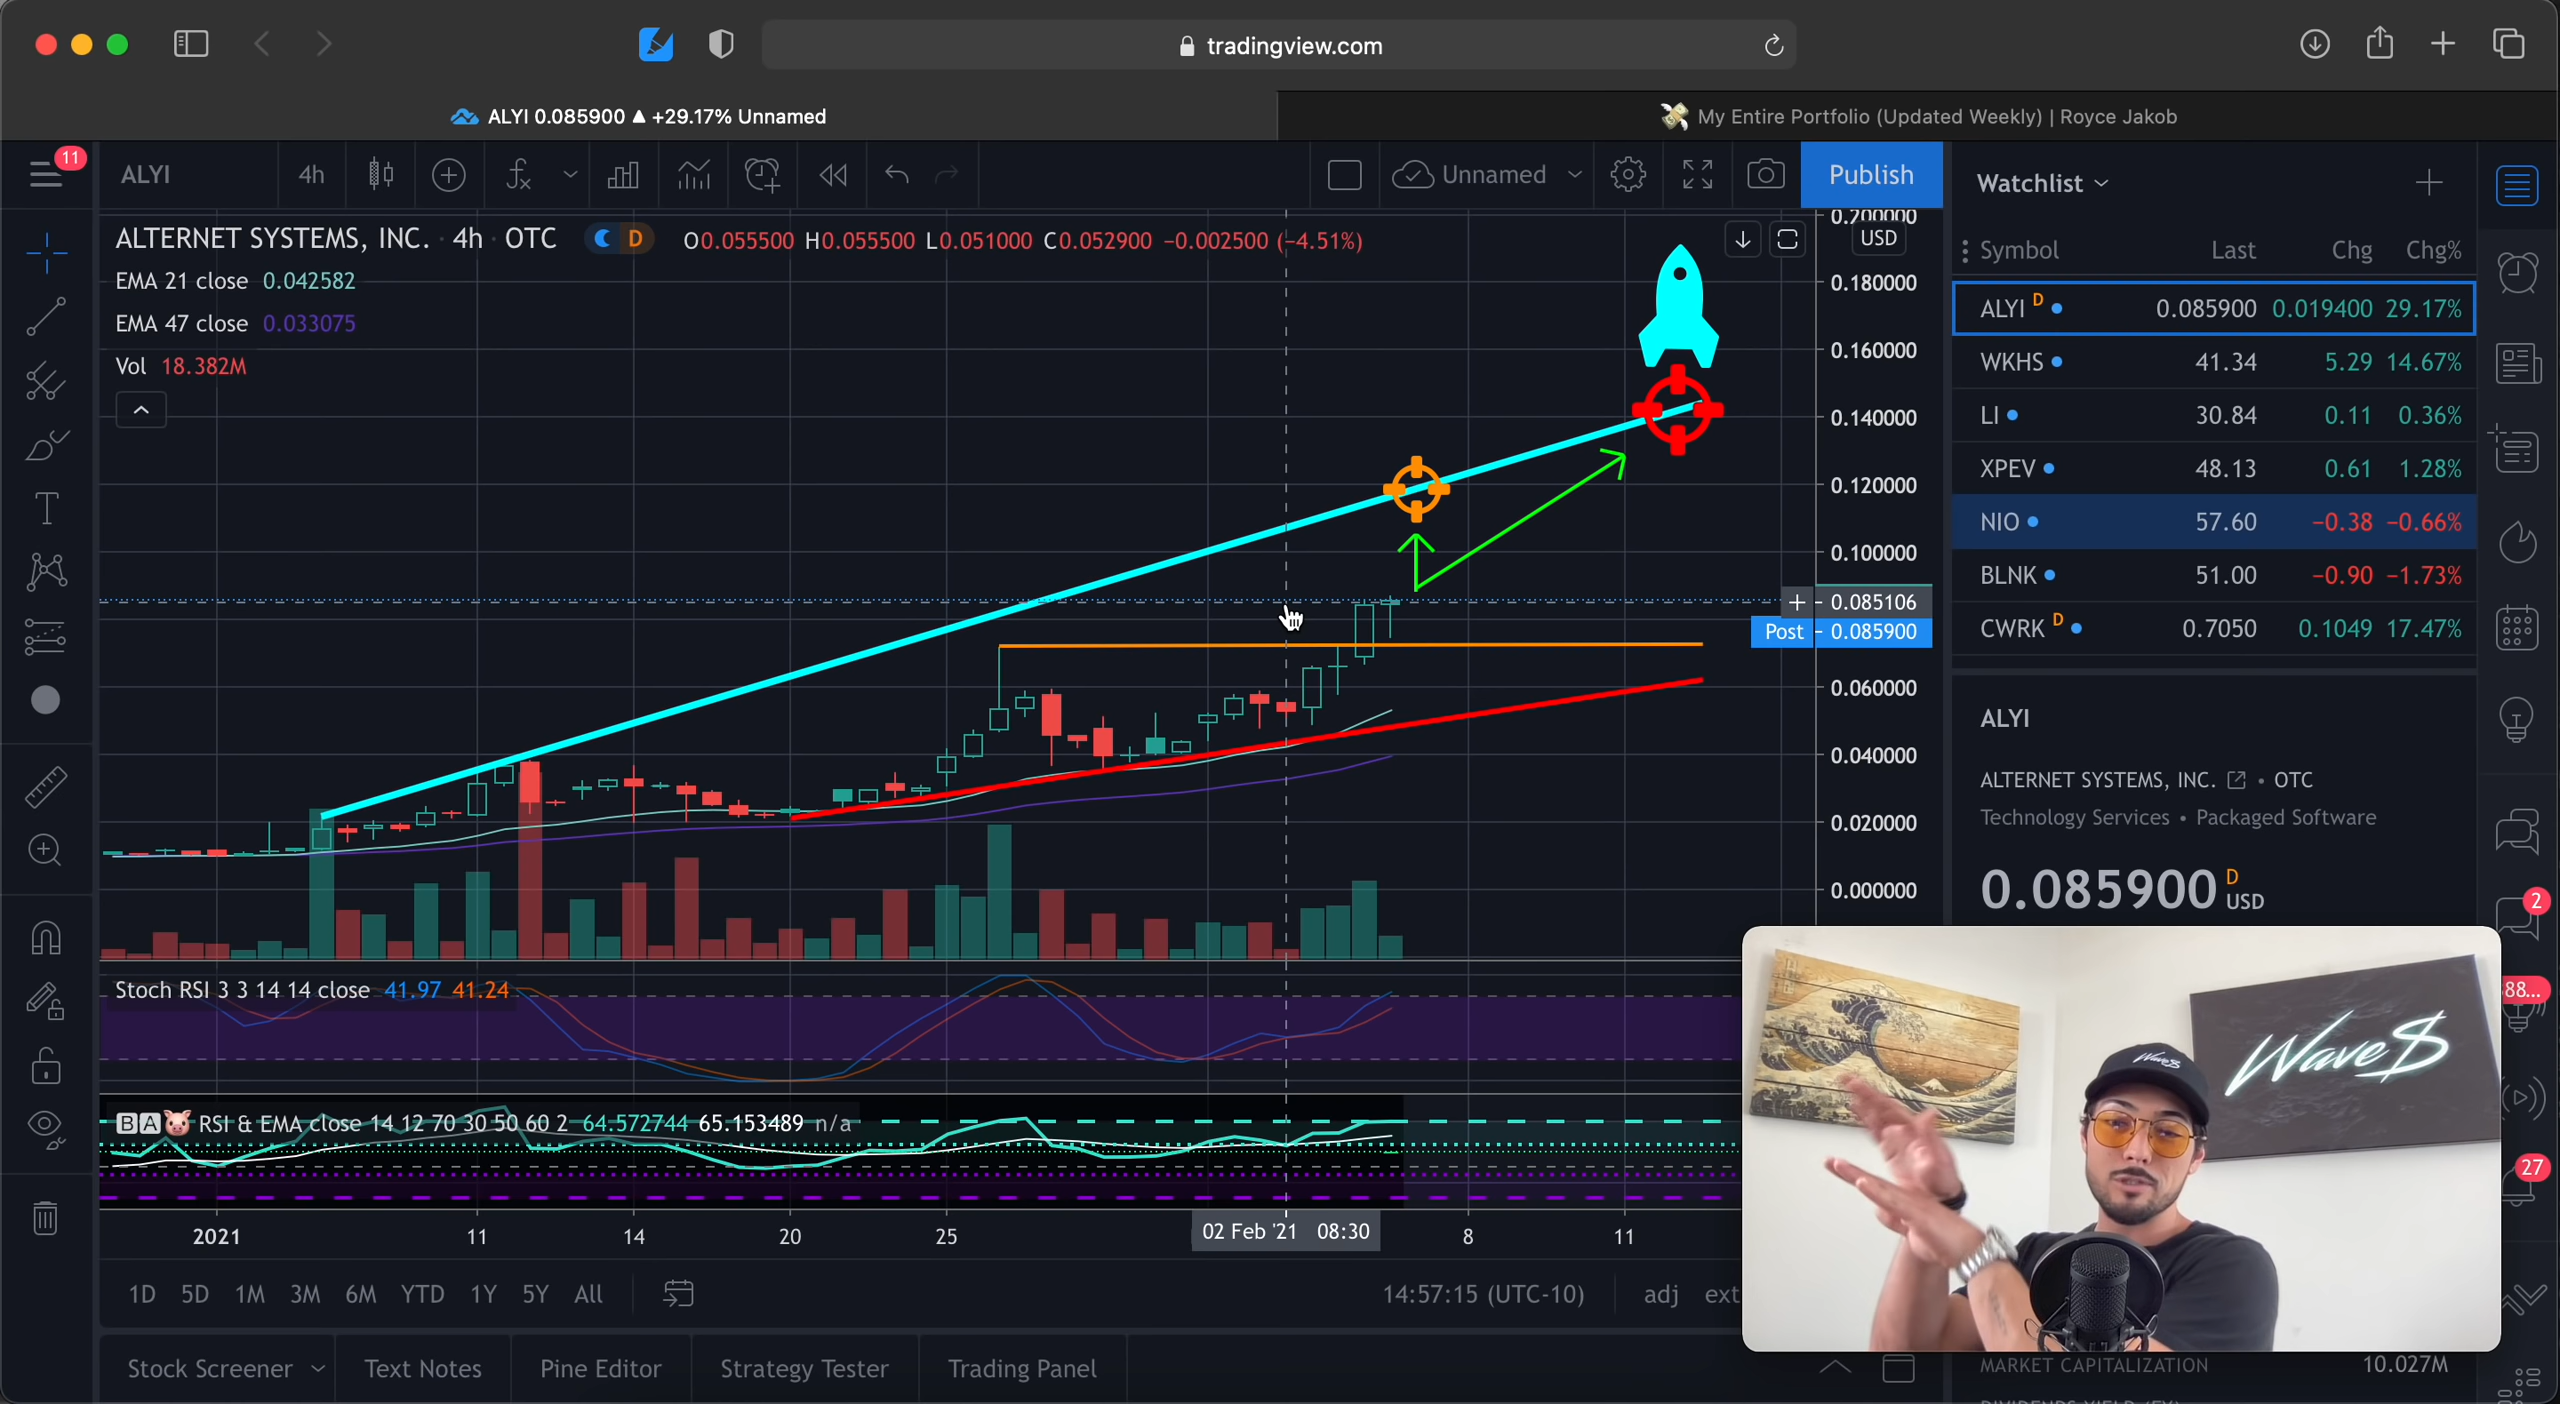 tradingview.com
ALYI 0.085900 ▲ +29.17% Unnamed
My Entire Portfolio (Updated Weekly) | Royce Jakob
11
ALYI
4h
Unnamed
Publish
ALTERNET SYSTEMS, INC. · 4h · OTC
D
O0.055500 H0.055500 L0.051000 C0.052900 −0.002500 (−4.51%)
EMA 21 close 0.042582
EMA 47 close 0.033075
Vol 18.382M
0.200000
USD
0.180000
0.160000
0.140000
0.120000
0.100000
+ 0.085106
Post 0.085900
0.060000
0.040000
0.020000
0.000000
Stoch RSI 3 3 14 14 close 41.97 41.24
BA RSI & EMA close 14 12 70 30 50 60 2 64.572744 65.153489 n/a
2021
11
14
20
25
02 Feb '21 08:30
8
11
1D 5D 1M 3M 6M YTD 1Y 5Y All
14:57:15 (UTC-10)
adj
ext
Stock Screener
Text Notes
Pine Editor
Strategy Tester
Trading Panel
Watchlist
Symbol Last Chg Chg%
ALYI D 0.085900 0.019400 29.17%
WKHS 41.34 5.29 14.67%
LI 30.84 0.11 0.36%
XPEV 48.13 0.61 1.28%
NIO 57.60 −0.38 −0.66%
BLNK 51.00 −0.90 −1.73%
CWRK D 0.7050 0.1049 17.47%
ALYI
ALTERNET SYSTEMS, INC. • OTC
Technology Services • Packaged Software
0.085900 D USD
2
88...
27
Wave$
Wave$
MARKET CAPITALIZATION 10.027M